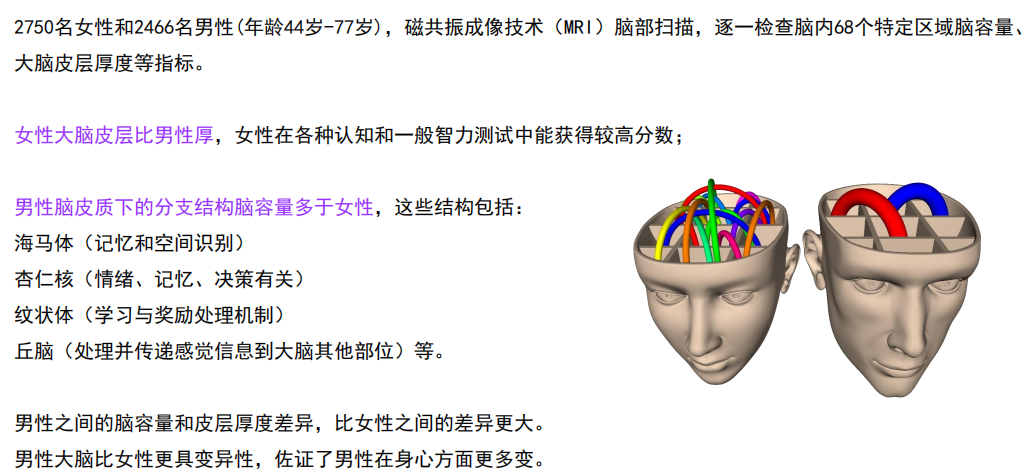 2750名女性和2466名男性(年龄44岁-77岁)，磁共振成像技术（MRI）脑部扫描，逐一检查脑内68个特定区域脑容量、
大脑皮层厚度等指标。
女性大脑皮层比男性厚，女性在各种认知和一般智力测试中能获得较高分数；
男性脑皮质下的分支结构脑容量多于女性，这些结构包括：
海马体（记忆和空间识别）
杏仁核（情绪、记忆、决策有关）
纹状体（学习与奖励处理机制）
丘脑（处理并传递感觉信息到大脑其他部位）等。
男性之间的脑容量和皮层厚度差异，比女性之间的差异更大。
男性大脑比女性更具变异性，佐证了男性在身心方面更多变。